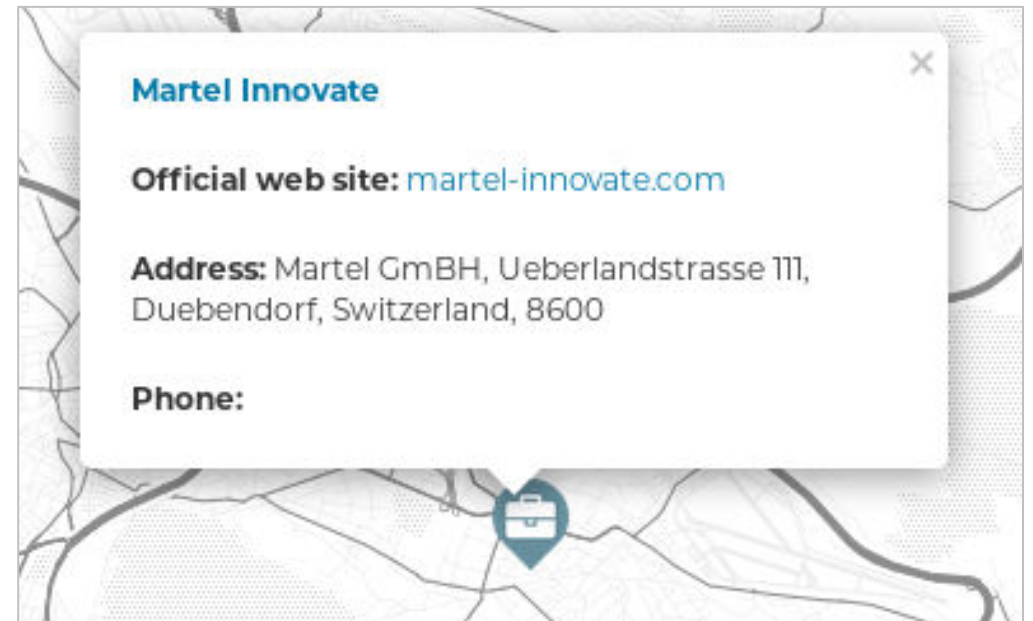 Martel Innovate
Official web site: martel-innovate.com
Address: Martel GmBH, Ueberlandstrasse 111,
Duebendorf, Switzerland, 8600
Phone: